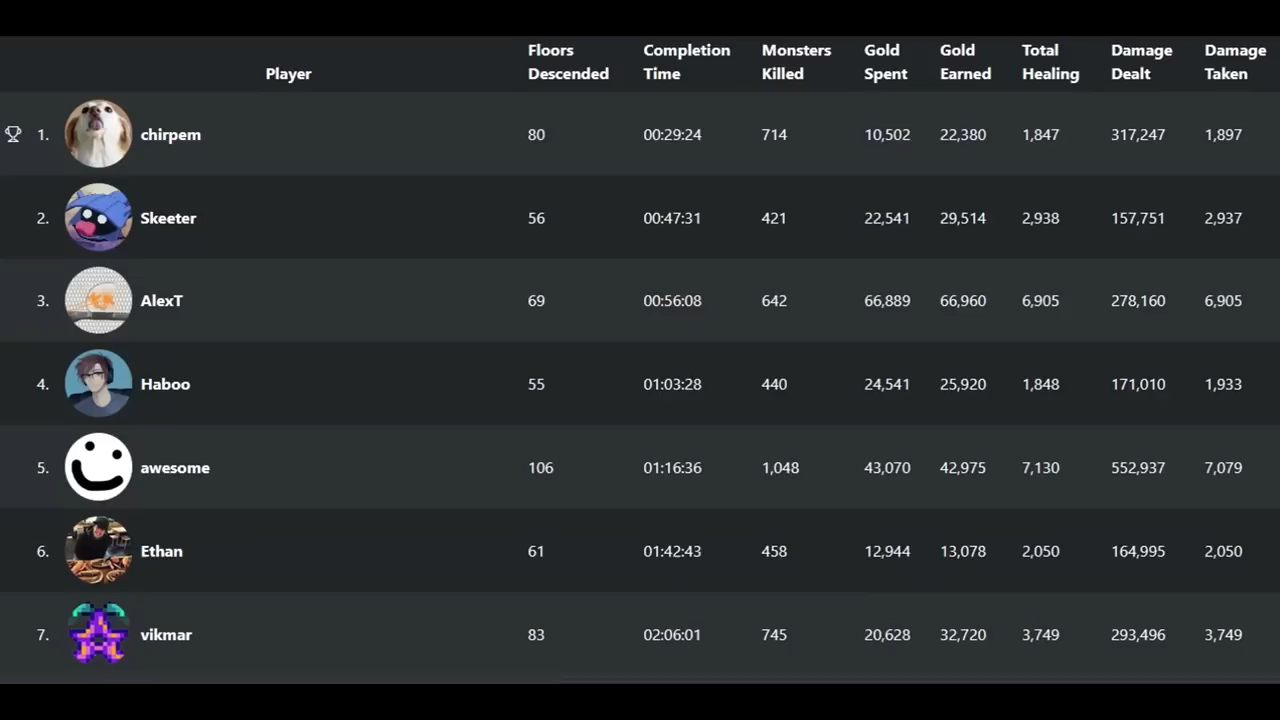 Player Floors Descended Completion Time Monsters Killed Gold Spent Gold Earned Total Healing Damage Dealt Damage Taken
1. chirpem 80 00:29:24 714 10,502 22,380 1,847 317,247 1,897
2. Skeeter 56 00:47:31 421 22,541 29,514 2,938 157,751 2,937
3. AlexT 69 00:56:08 642 66,889 66,960 6,905 278,160 6,905
4. Haboo 55 01:03:28 440 24,541 25,920 1,848 171,010 1,933
5. awesome 106 01:16:36 1,048 43,070 42,975 7,130 552,937 7,079
6. Ethan 61 01:42:43 458 12,944 13,078 2,050 164,995 2,050
7. vikmar 83 02:06:01 745 20,628 32,720 3,749 293,496 3,749